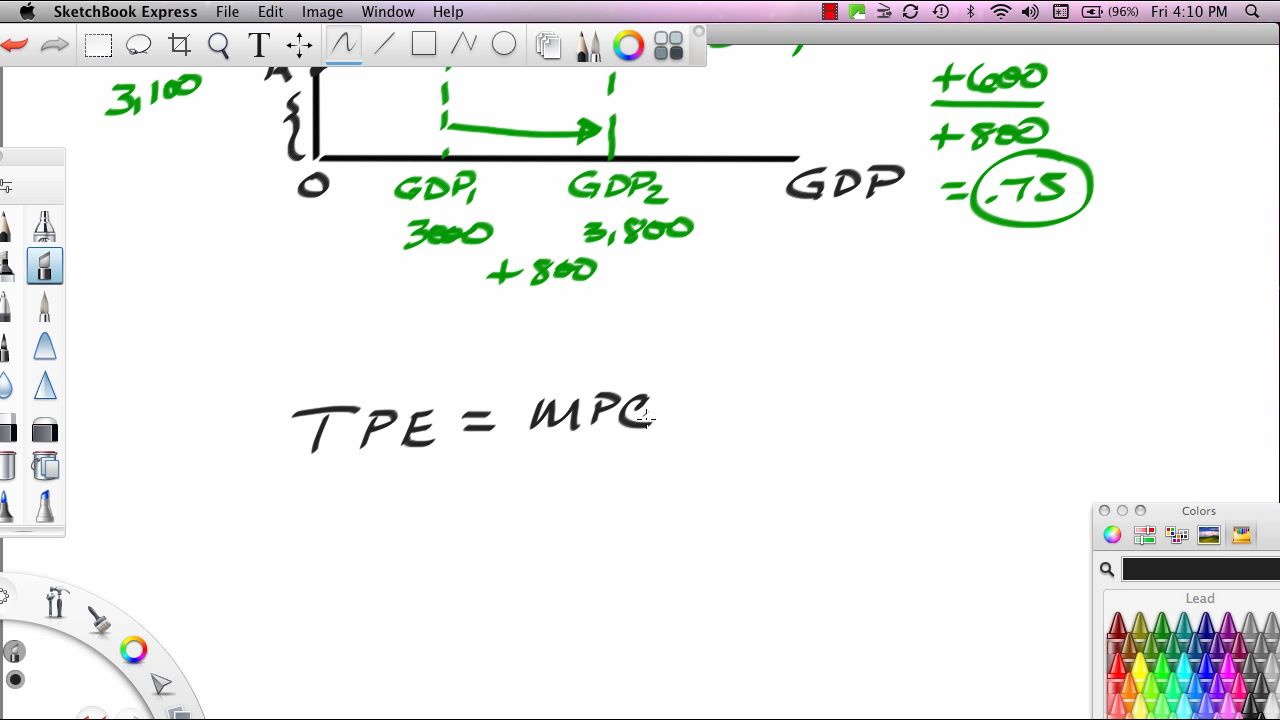 SketchBook Express File Edit Image Window Help (96%) Fri 4:10 PM
T
3,100
A
+600
+800
= .75
0 GDP1 GDP2 GDP
3000 3,800
+800
TPE = MPC
Colors
Lead